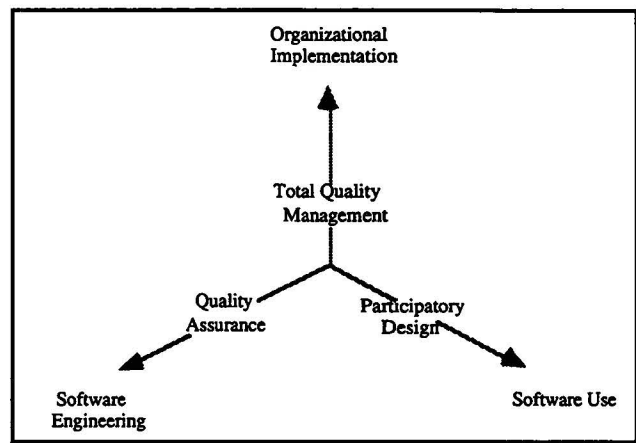 Organizational
Implementation
Total Quality
Management
Quality
Assurance
Participatory
Design
Software
Engineering
Software Use